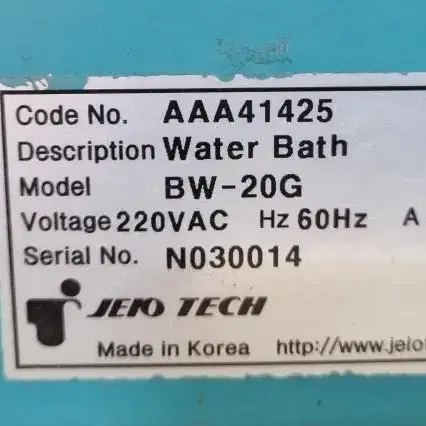 Code No. AAA41425
Description Water Bath
Model BW-20G
Voltage 220VAC Hz 60Hz A
Serial No. N030014
JEIO TECH
Made in Korea http://www.jeio